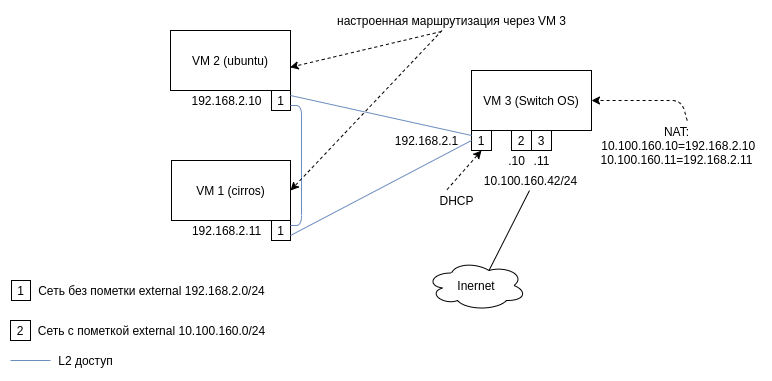 настроенная маршрутизация через VM 3
VM 2 (ubuntu)
192.168.2.10
1
VM 3 (Switch OS)
192.168.2.1
1
2
3
.10
.11
10.100.160.42/24
NAT:
10.100.160.10=192.168.2.10
10.100.160.11=192.168.2.11
DHCP
VM 1 (cirros)
192.168.2.11
1
Inernet
1 Сеть без пометки external 192.168.2.0/24
2 Сеть с пометкой external 10.100.160.0/24
L2 доступ